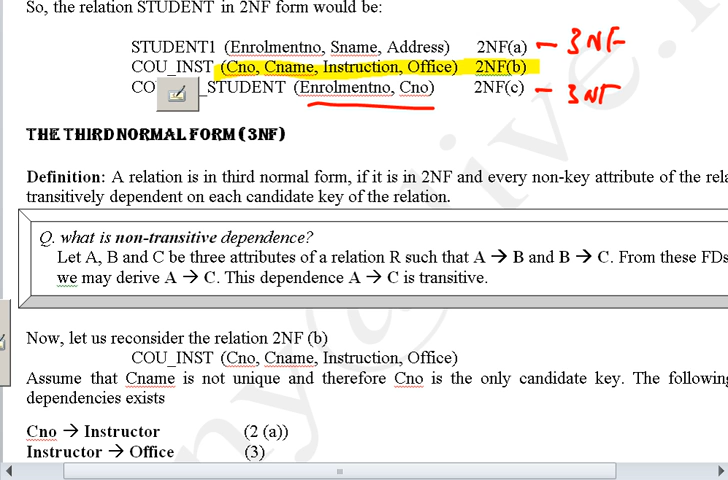 So, the relation STUDENT in 2NF form would be:
STUDENT1 (Enrolmentno, Sname, Address) 2NF(a) – 3NF
COU_INST (Cno, Cname, Instruction, Office) 2NF(b)
CO _STUDENT (Enrolmentno, Cno) 2NF(c) – 3NF
THE THIRD NORMAL FORM (3NF)
Definition: A relation is in third normal form, if it is in 2NF and every non-key attribute of the rela
transitively dependent on each candidate key of the relation.
Q. what is non-transitive dependence?
Let A, B and C be three attributes of a relation R such that A → B and B → C. From these FDs
we may derive A → C. This dependence A → C is transitive.
Now, let us reconsider the relation 2NF (b)
COU_INST (Cno, Cname, Instruction, Office)
Assume that Cname is not unique and therefore Cno is the only candidate key. The following
dependencies exists
Cno → Instructor (2 (a))
Instructor → Office (3)